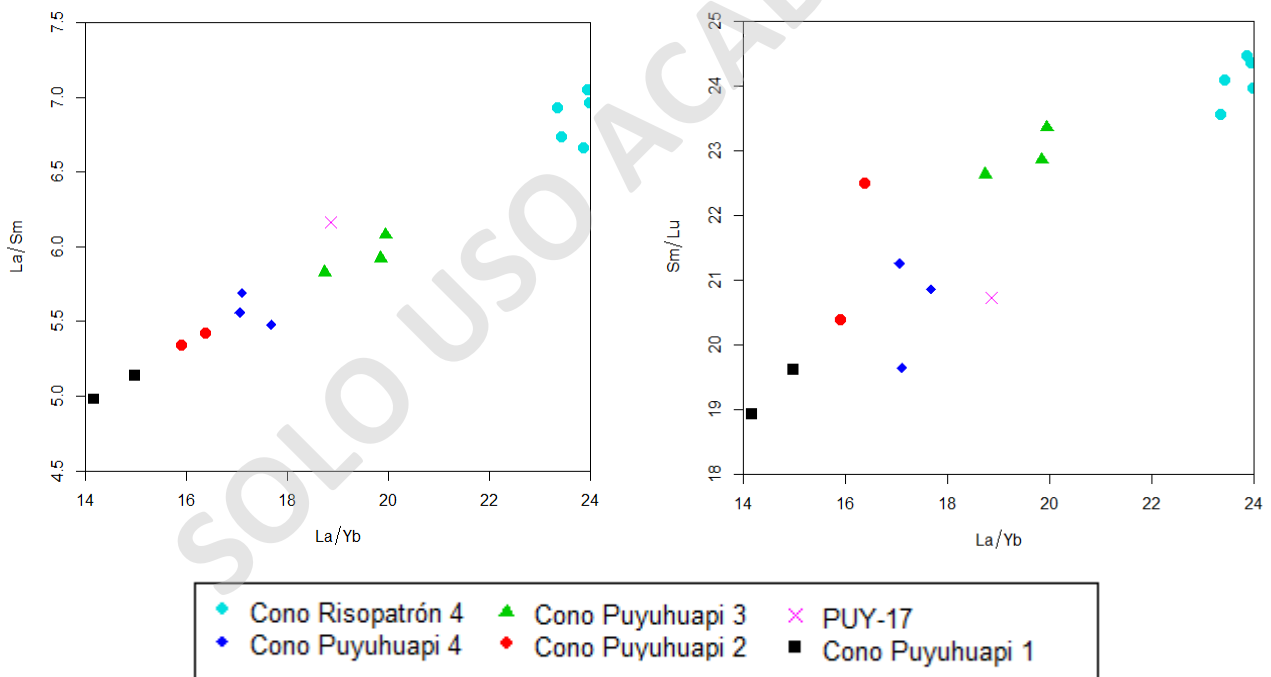 7.5
7.0
6.5
6.0
5.5
5.0
4.5
La/Sm
14 16 18 20 22 24
La/Yb
25
24
23
22
21
20
19
18
Sm/Lu
14 16 18 20 22 24
La/Yb
SOLO USO ACAD
Cono Risopatrón 4 Cono Puyuhuapi 3 PUY-17
Cono Puyuhuapi 4 Cono Puyuhuapi 2 Cono Puyuhuapi 1